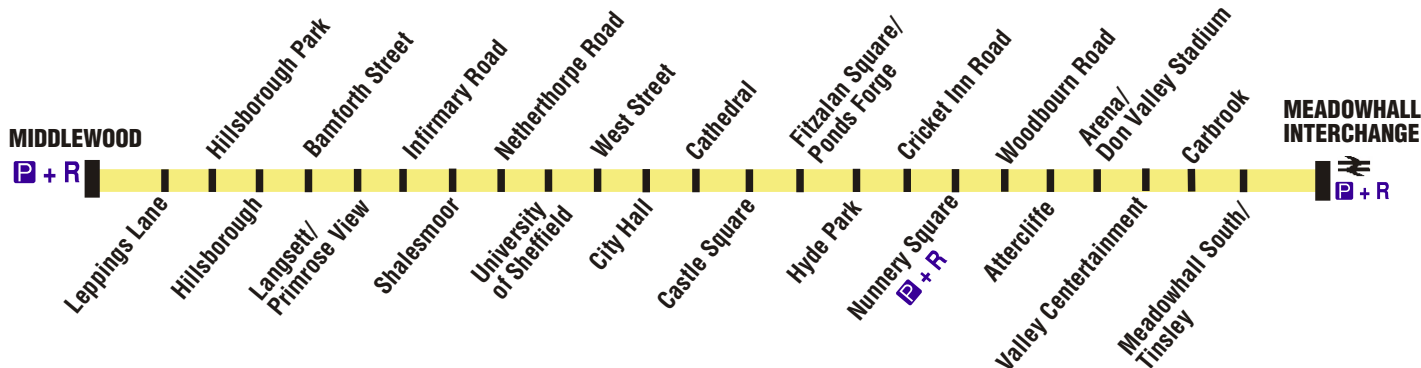 MIDDLEWOOD
P + R
Leppings Lane
Hillsborough Park
Hillsborough
Bamforth Street
Langsett/
Primrose View
Infirmary Road
Shalesmoor
Netherthorpe Road
University
of Sheffield
West Street
City Hall
Cathedral
Castle Square
Fitzalan Square/
Ponds Forge
Hyde Park
Cricket Inn Road
Nunnery Square
P + R
Woodbourn Road
Attercliffe
Arena/
Don Valley Stadium
Valley Centertainment
Carbrook
Meadowhall South/
Tinsley
MEADOWHALL
INTERCHANGE
P + R